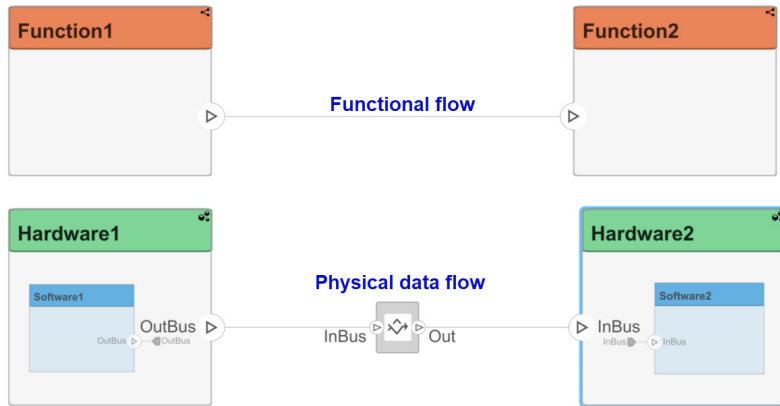 Function1
Function2
Functional flow
Hardware1
Hardware2
Physical data flow
Software1
Software2
OutBus
InBus
OutBus
OutBus
InBus
Out
InBus
InBus